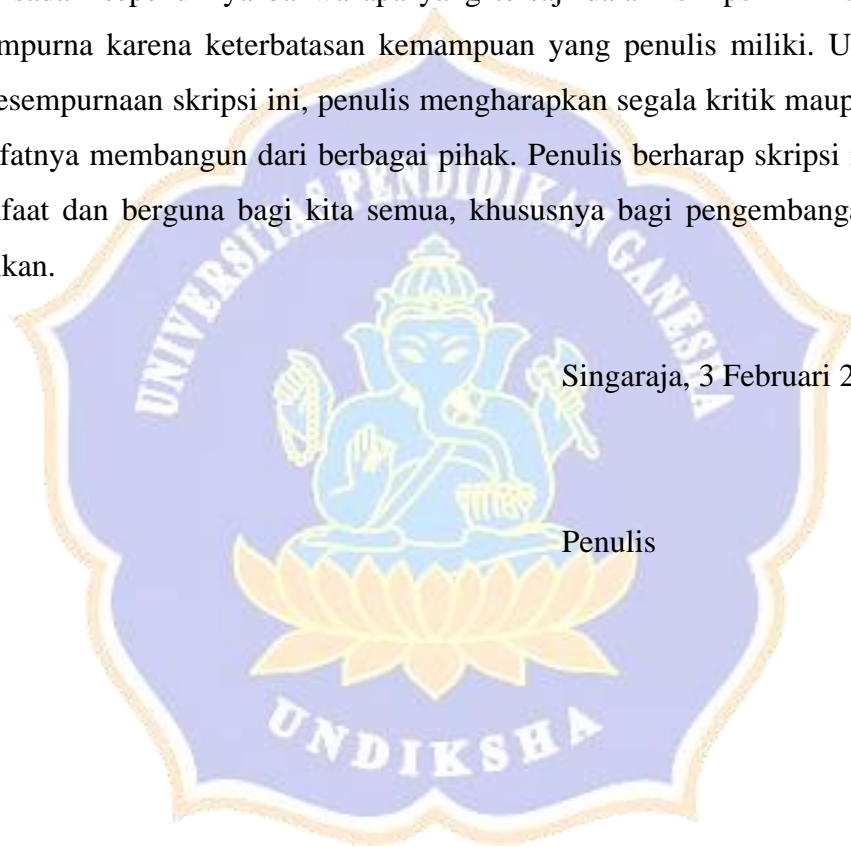 mpurna karena keterbatasan kemampuan yang penulis miliki. U
esempurnaan skripsi ini, penulis mengharapkan segala kritik maup
fatnya membangun dari berbagai pihak. Penulis berharap skripsi
faat dan berguna bagi kita semua, khususnya bagi pengembanga
ikan.
UNIVERSITAS PENDIDIKAN GANESHA
Singaraja, 3 Februari 2
Penulis
UNDIKSHA